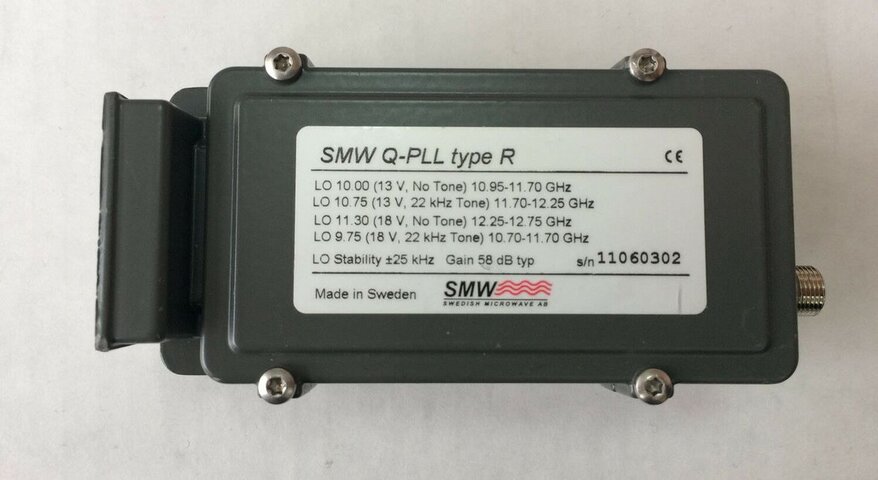 SMW Q-PLL type R CE
LO 10.00 (13 V, No Tone) 10.95-11.70 GHz
LO 10.75 (13 V, 22 kHz Tone) 11.70-12.25 GHz
LO 11.30 (18 V, No Tone) 12.25-12.75 GHz
LO 9.75 (18 V, 22 kHz Tone) 10.70-11.70 GHz
LO Stability ±25 kHz Gain 58 dB typ s/n 11060302
Made in Sweden SMW
SWEDISH MICROWAVE AB